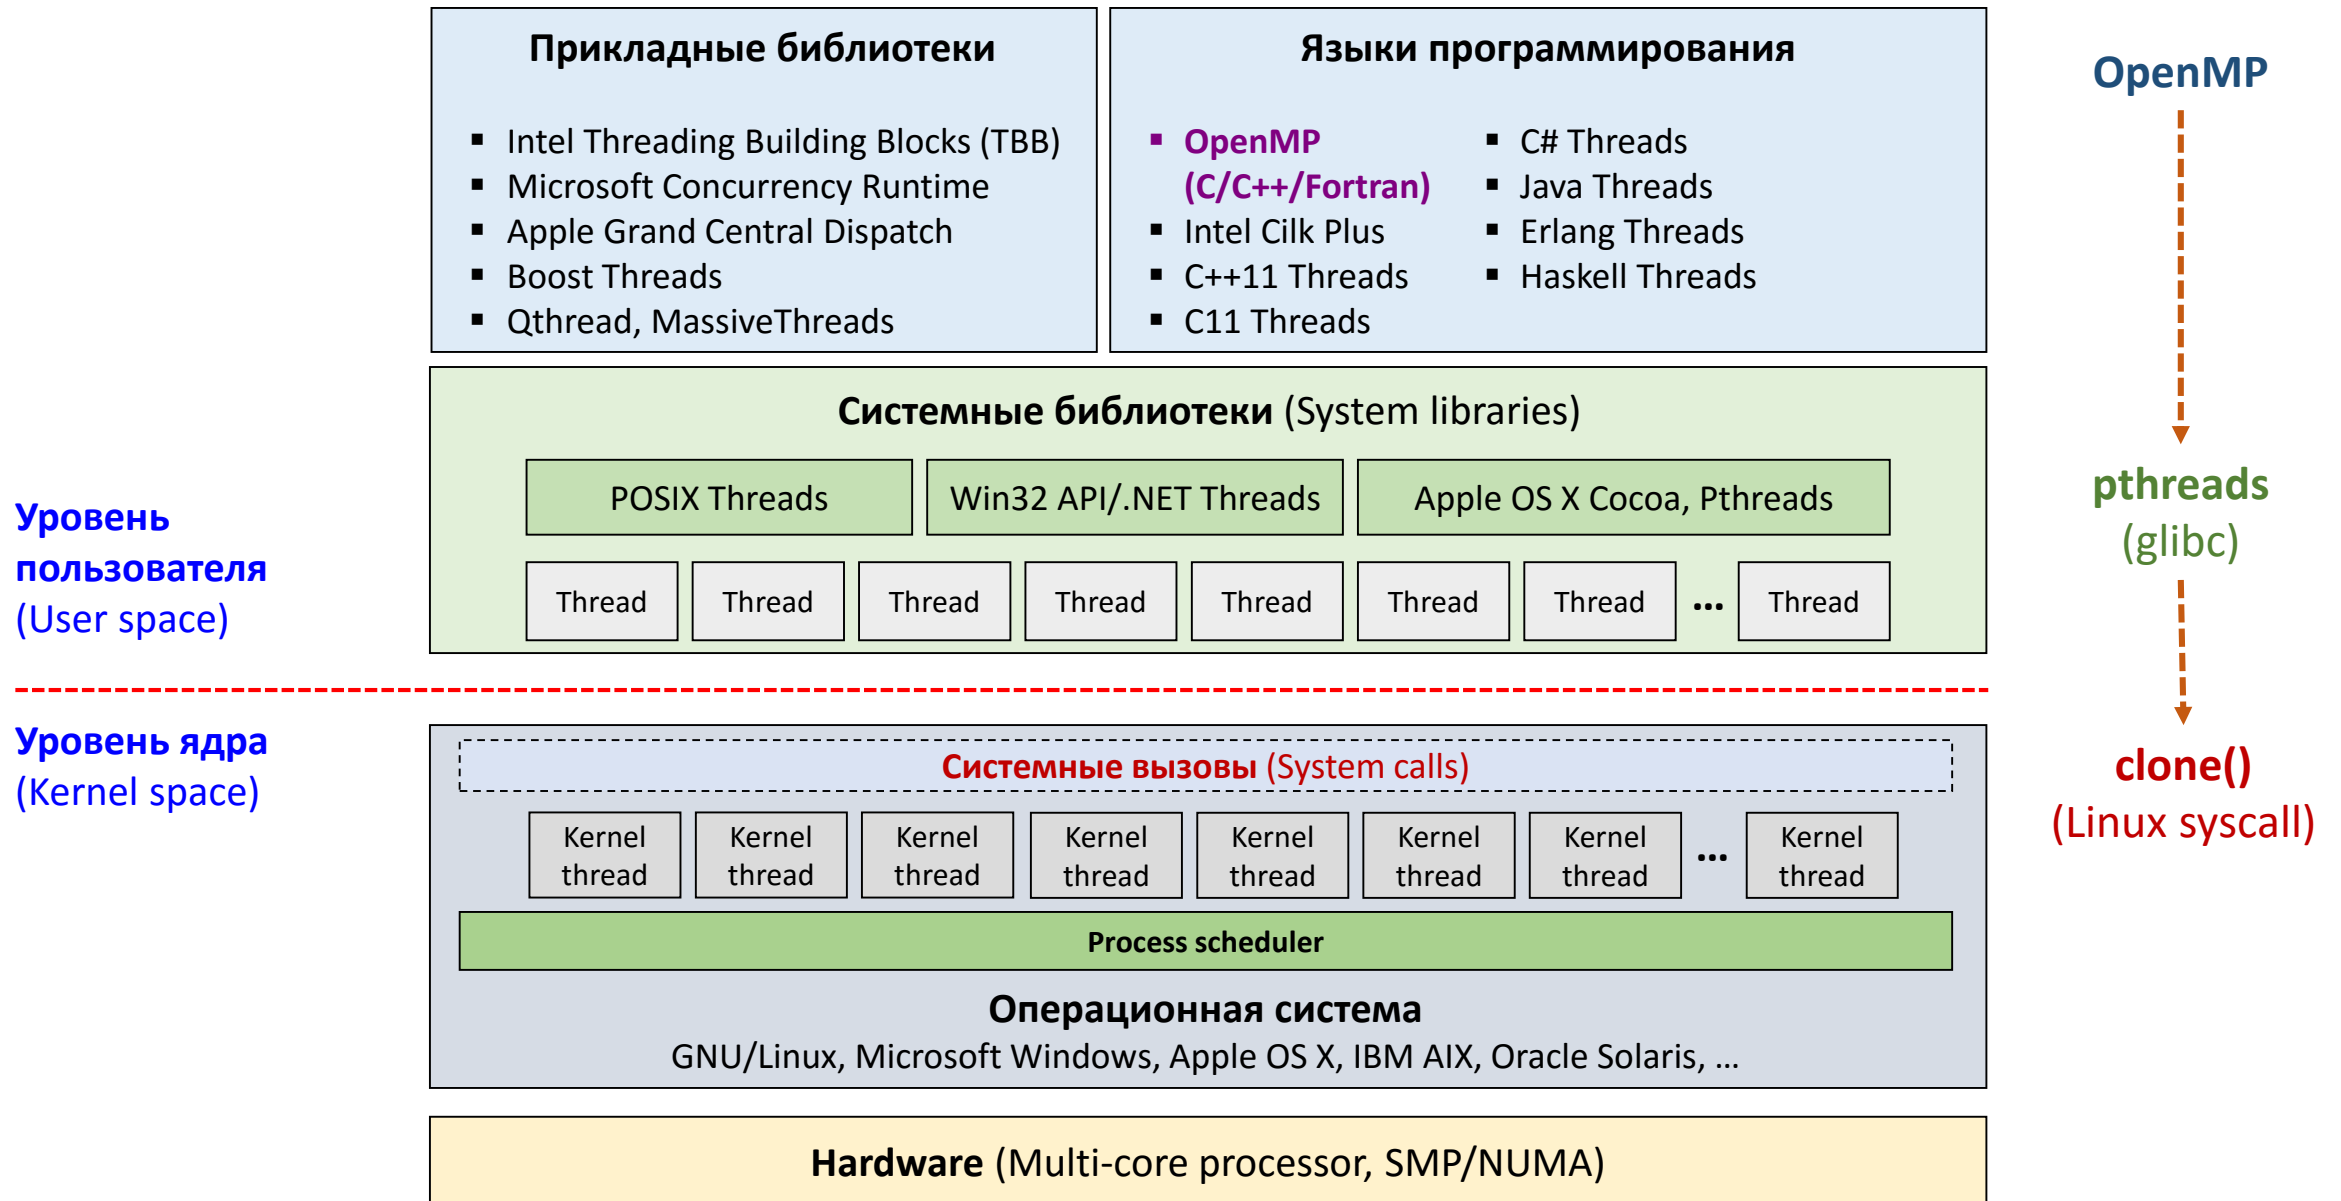 Прикладные библиотеки
▪ Intel Threading Building Blocks (TBB)
▪ Microsoft Concurrency Runtime
▪ Apple Grand Central Dispatch
▪ Boost Threads
▪ Qthread, MassiveThreads
Языки программирования
▪ OpenMP
(C/C++/Fortran)
▪ Intel Cilk Plus
▪ C++11 Threads
▪ C11 Threads
▪ C# Threads
▪ Java Threads
▪ Erlang Threads
▪ Haskell Threads
OpenMP
Системные библиотеки (System libraries)
POSIX Threads
Win32 API/.NET Threads
Apple OS X Cocoa, Pthreads
pthreads
(glibc)
Уровень
пользователя
(User space)
Thread
Thread
Thread
Thread
Thread
Thread
Thread
...
Thread
Уровень ядра
(Kernel space)
Системные вызовы (System calls)
clone()
(Linux syscall)
Kernel
thread
Kernel
thread
Kernel
thread
Kernel
thread
Kernel
thread
Kernel
thread
Kernel
thread
...
Kernel
thread
Process scheduler
Операционная система
GNU/Linux, Microsoft Windows, Apple OS X, IBM AIX, Oracle Solaris, …
Hardware (Multi-core processor, SMP/NUMA)